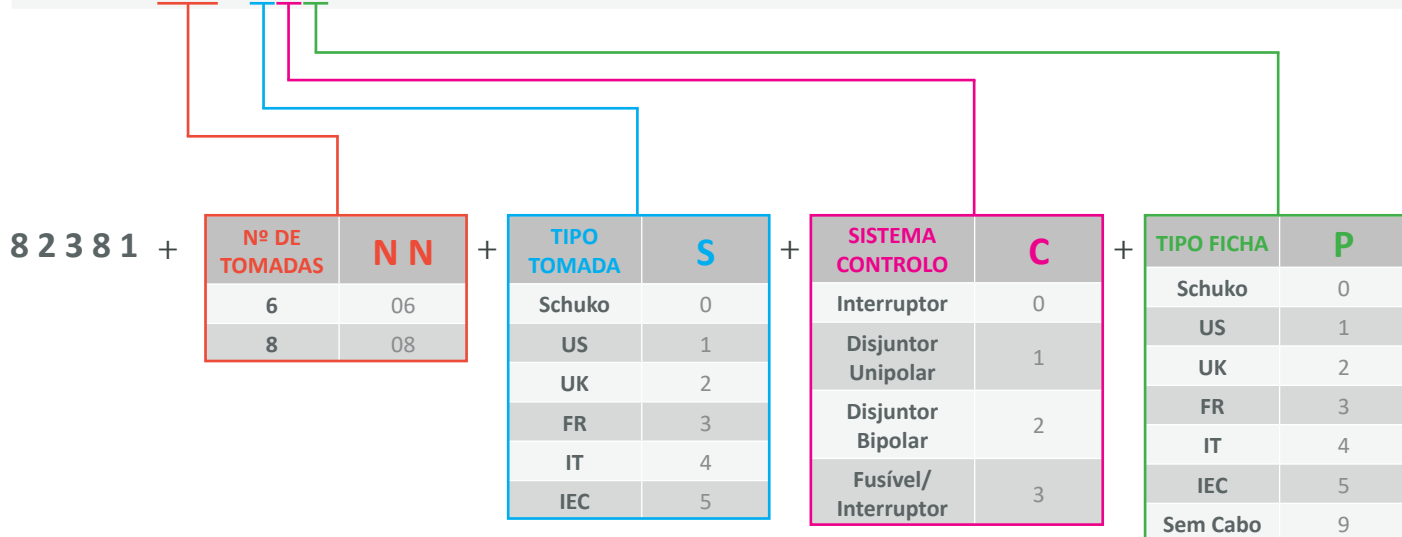 8 2 3 8 1 +
Nº DE
TOMADAS
N N
6 06
8 08
+
TIPO
TOMADA
S
Schuko 0
US 1
UK 2
FR 3
IT 4
IEC 5
+
SISTEMA
CONTROLO
C
Interruptor 0
Disjuntor
Unipolar
1
Disjuntor
Bipolar
2
Fusível/
Interruptor
3
+
TIPO FICHA P
Schuko 0
US 1
UK 2
FR 3
IT 4
IEC 5
Sem Cabo 9